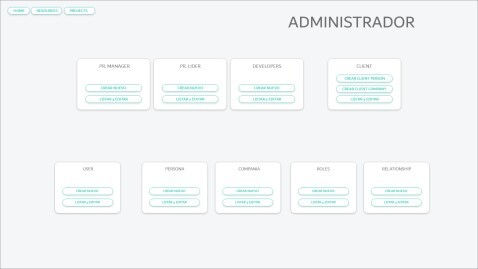 HOME
RESOURCES
PROJECTS
ADMINISTRADOR
PR. MANAGER
CREAR NUEVO
LISTAR y EDITAR
PR. LIDER
CREAR NUEVO
LISTAR y EDITAR
DEVELOPERS
CREAR NUEVO
LISTAR y EDITAR
CLIENT
CREAR CLIENT PERSON
CREAR CLIENT COMPANY
LISTAR y EDITAR
USER
CREAR NUEVO
LISTAR y EDITAR
PERSONA
CREAR NUEVO
LISTAR y EDITAR
COMPANIA
CREAR NUEVO
LISTAR y EDITAR
ROLES
CREAR NUEVO
LISTAR y EDITAR
RELATIONSHIP
CREAR NUEVO
LISTAR y EDITAR